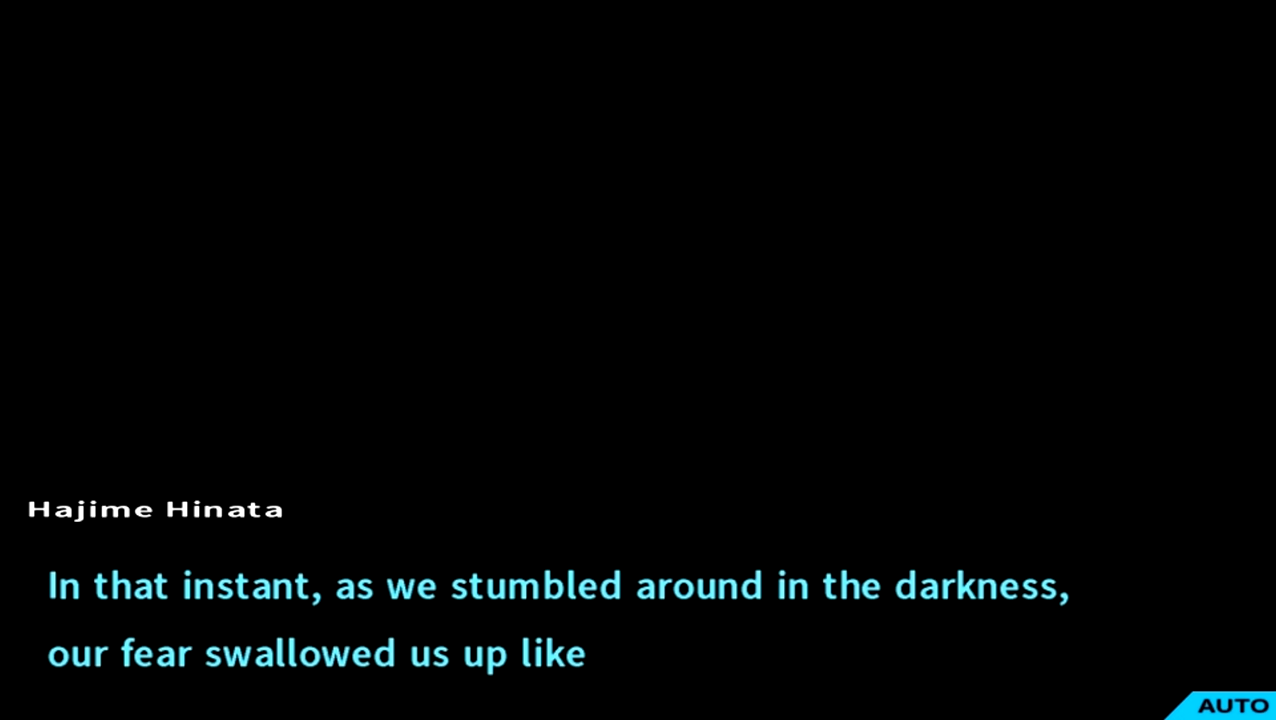 Hajime Hinata
In that instant, as we stumbled around in the darkness,
our fear swallowed us up like
AUTO